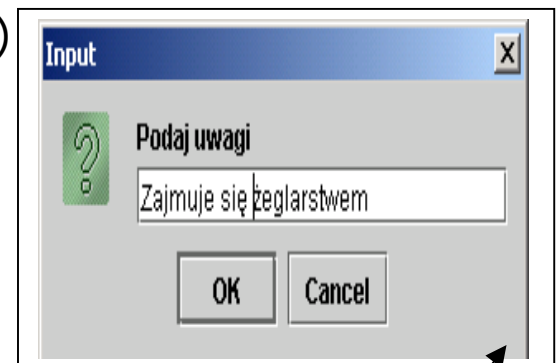 )
Input X
Podaj uwagi
Zajmuje się żeglarstwem
OK Cancel